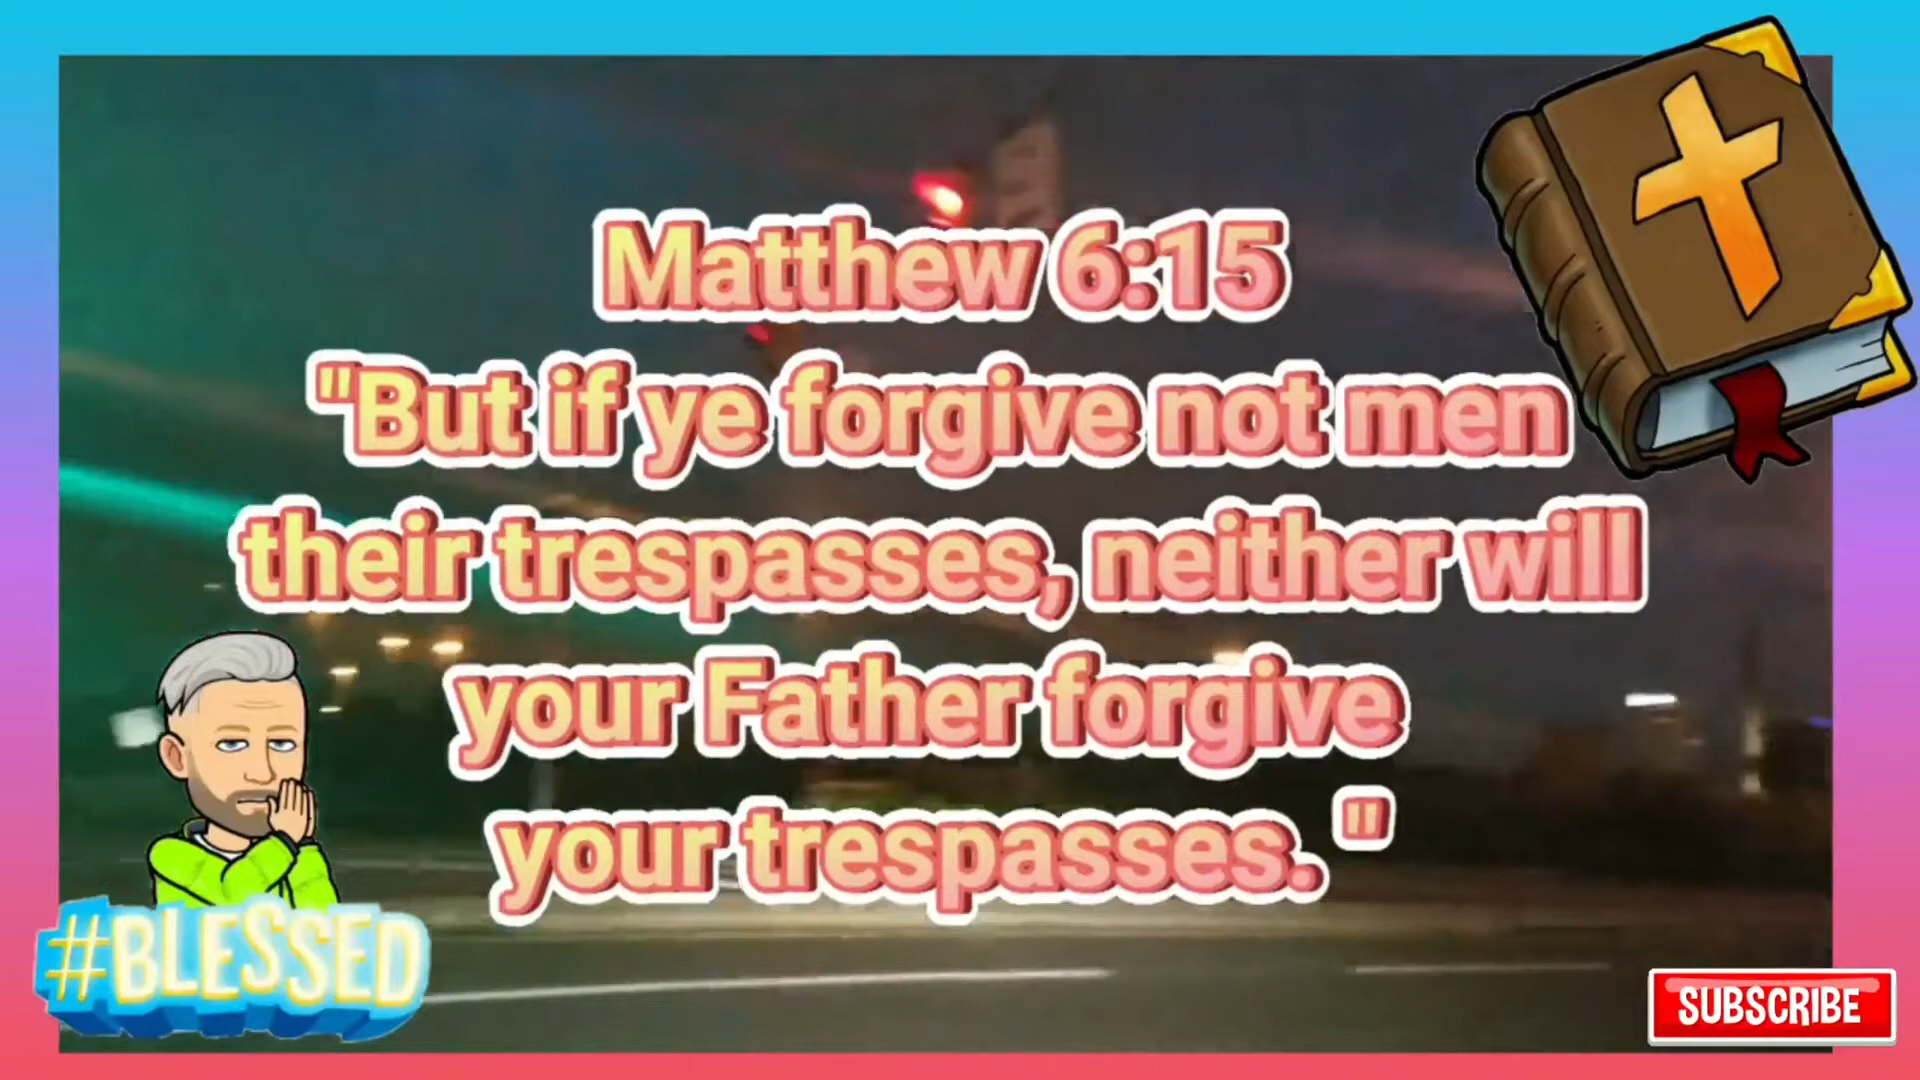 Matthew 6:15
"But if ye forgive not men
their trespasses, neither will
your Father forgive
your trespasses. "
#BLESSED
SUBSCRIBE